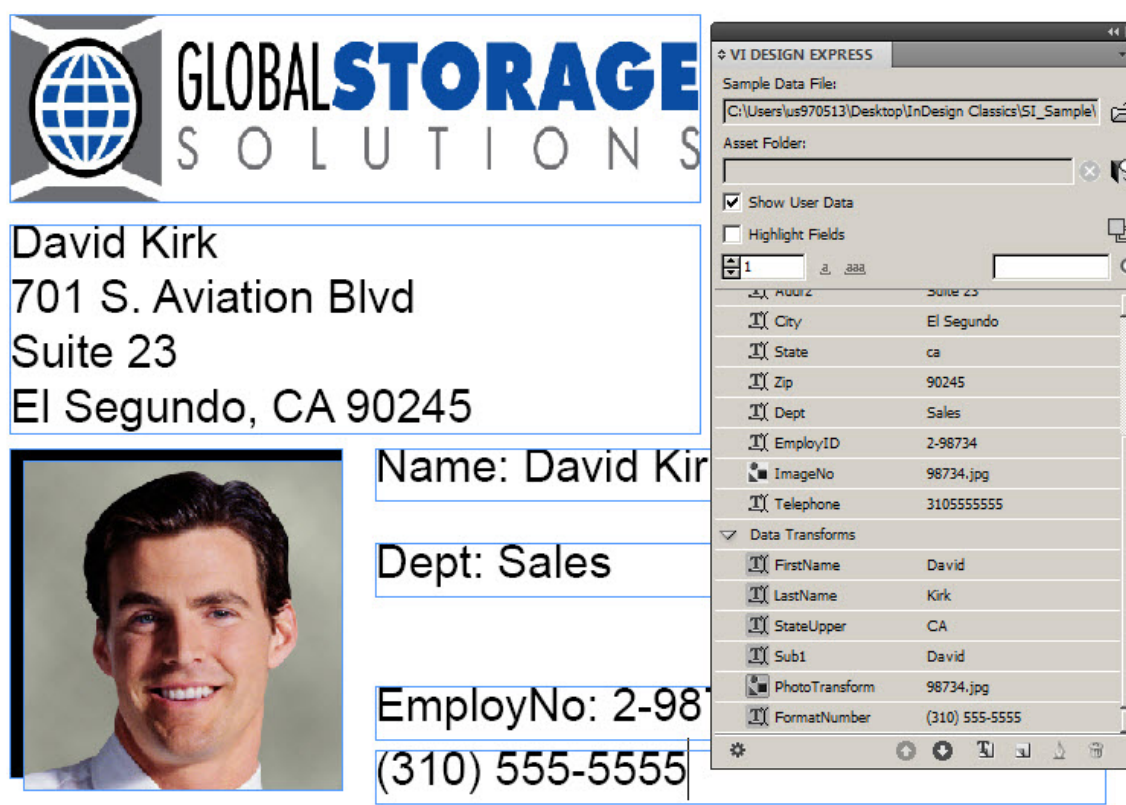 GLOBALSTORAGE
SOLUTIONS
David Kirk
701 S. Aviation Blvd
Suite 23
El Segundo, CA 90245
Name: David Kir
Dept: Sales
EmployNo: 2-98
(310) 555-5555
VI DESIGN EXPRESS
Sample Data File:
C:\Users\us970513\Desktop\InDesign Classics\SI_Sample\
Asset Folder:
Show User Data
Highlight Fields
1 a aaa
Addr2 Suite 23
City El Segundo
State ca
Zip 90245
Dept Sales
EmployID 2-98734
ImageNo 98734.jpg
Telephone 3105555555
Data Transforms
FirstName David
LastName Kirk
StateUpper CA
Sub1 David
PhotoTransform 98734.jpg
FormatNumber (310) 555-5555